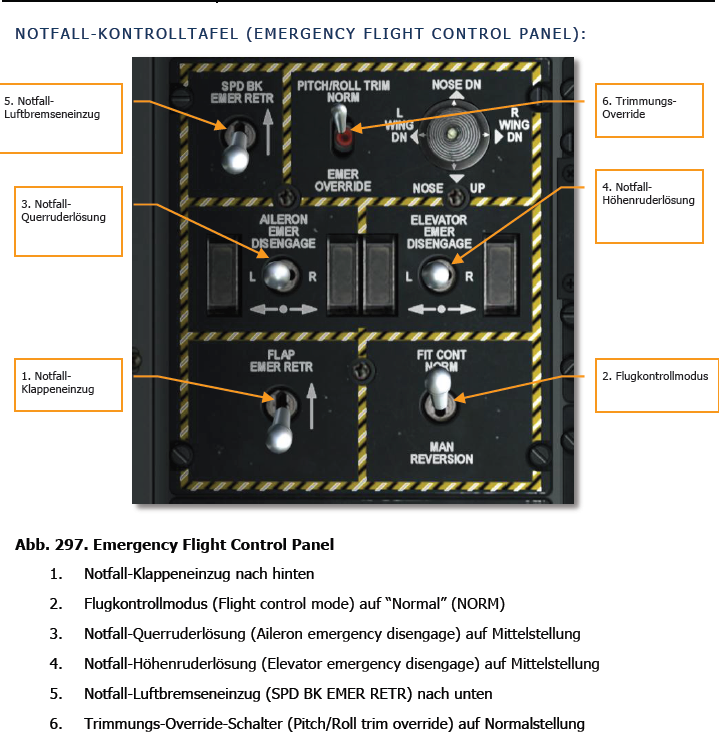 NOTFALL-KONTROLLTAFEL (EMERGENCY FLIGHT CONTROL PANEL):
5. Notfall-
Luftbremseneinzug
SPD BK
EMER RETR
PITCH/ROLL TRIM
NORM
NOSE DN
L
WING
DN
R
WING
DN
EMER
OVERRIDE
NOSE UP
6. Trimmungs-
Override
3. Notfall-
Querruderlösung
AILERON
EMER
DISENGAGE
L R
ELEVATOR
EMER
DISENGAGE
L R
4. Notfall-
Höhenruderlösung
1. Notfall-
Klappeneinzug
FLAP
EMER RETR
FIT CONT
NORM
MAN
REVERSION
2. Flugkontrollmodus
Abb. 297. Emergency Flight Control Panel
1. Notfall-Klappeneinzug nach hinten
2. Flugkontrollmodus (Flight control mode) auf “Normal” (NORM)
3. Notfall-Querruderlösung (Aileron emergency disengage) auf Mittelstellung
4. Notfall-Höhenruderlösung (Elevator emergency disengage) auf Mittelstellung
5. Notfall-Luftbremseneinzug (SPD BK EMER RETR) nach unten
6. Trimmungs-Override-Schalter (Pitch/Roll trim override) auf Normalstellung